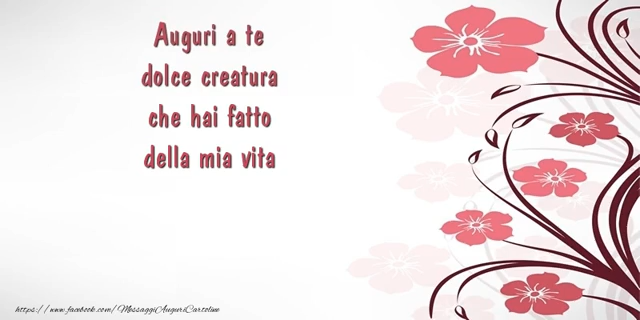 Auguri a te
dolce creatura
che hai fatto
della mia vita
https://www.facebook.com/MessaggiAuguriCartoline